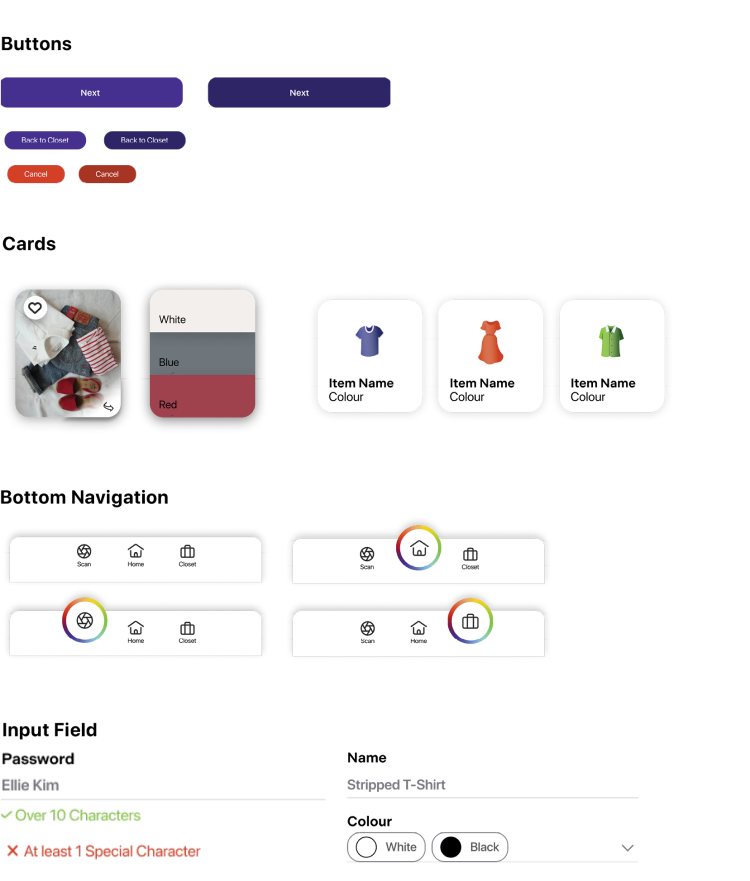 Buttons
Next
Next
Back to Closet
Back to Closet
Cancel
Cancel
Cards
White
Blue
Red
Item Name
Colour
Item Name
Colour
Item Name
Colour
Bottom Navigation
Scan
Home
Closet
Scan
Closet
Home
Closet
Scan
Home
Input Field
Password
Ellie Kim
Over 10 Characters
At least 1 Special Character
Name
Stripped T-Shirt
Colour
White
Black